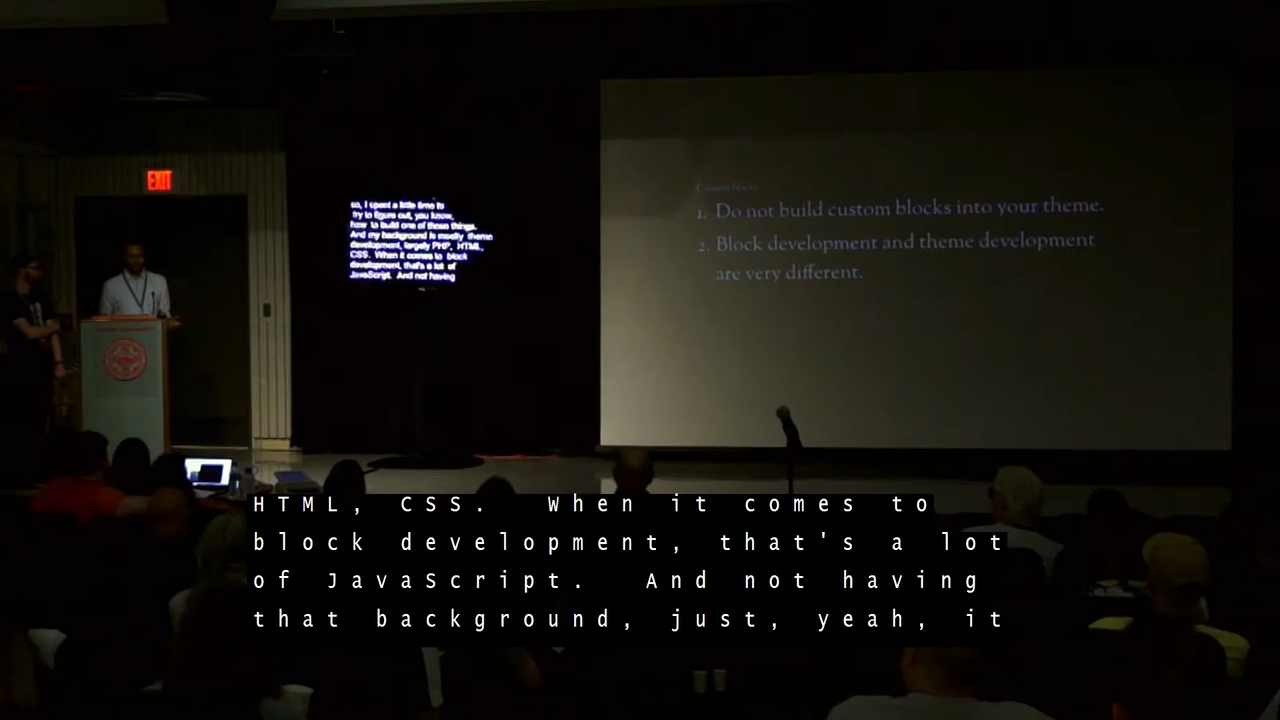 EXIT
so, I spent a little time to
try to figure out, you know,
how to build one of those things.
And my background is mostly theme
development, largely PHP, HTML,
CSS. When it comes to block
development, that's a lot of
JavaScript. And not having
Custom blocks
1. Do not build custom blocks into your theme.
2. Block development and theme development
are very different.
HTML, CSS. When it comes to
block development, that's a lot
of JavaScript. And not having
that background, just, yeah, it